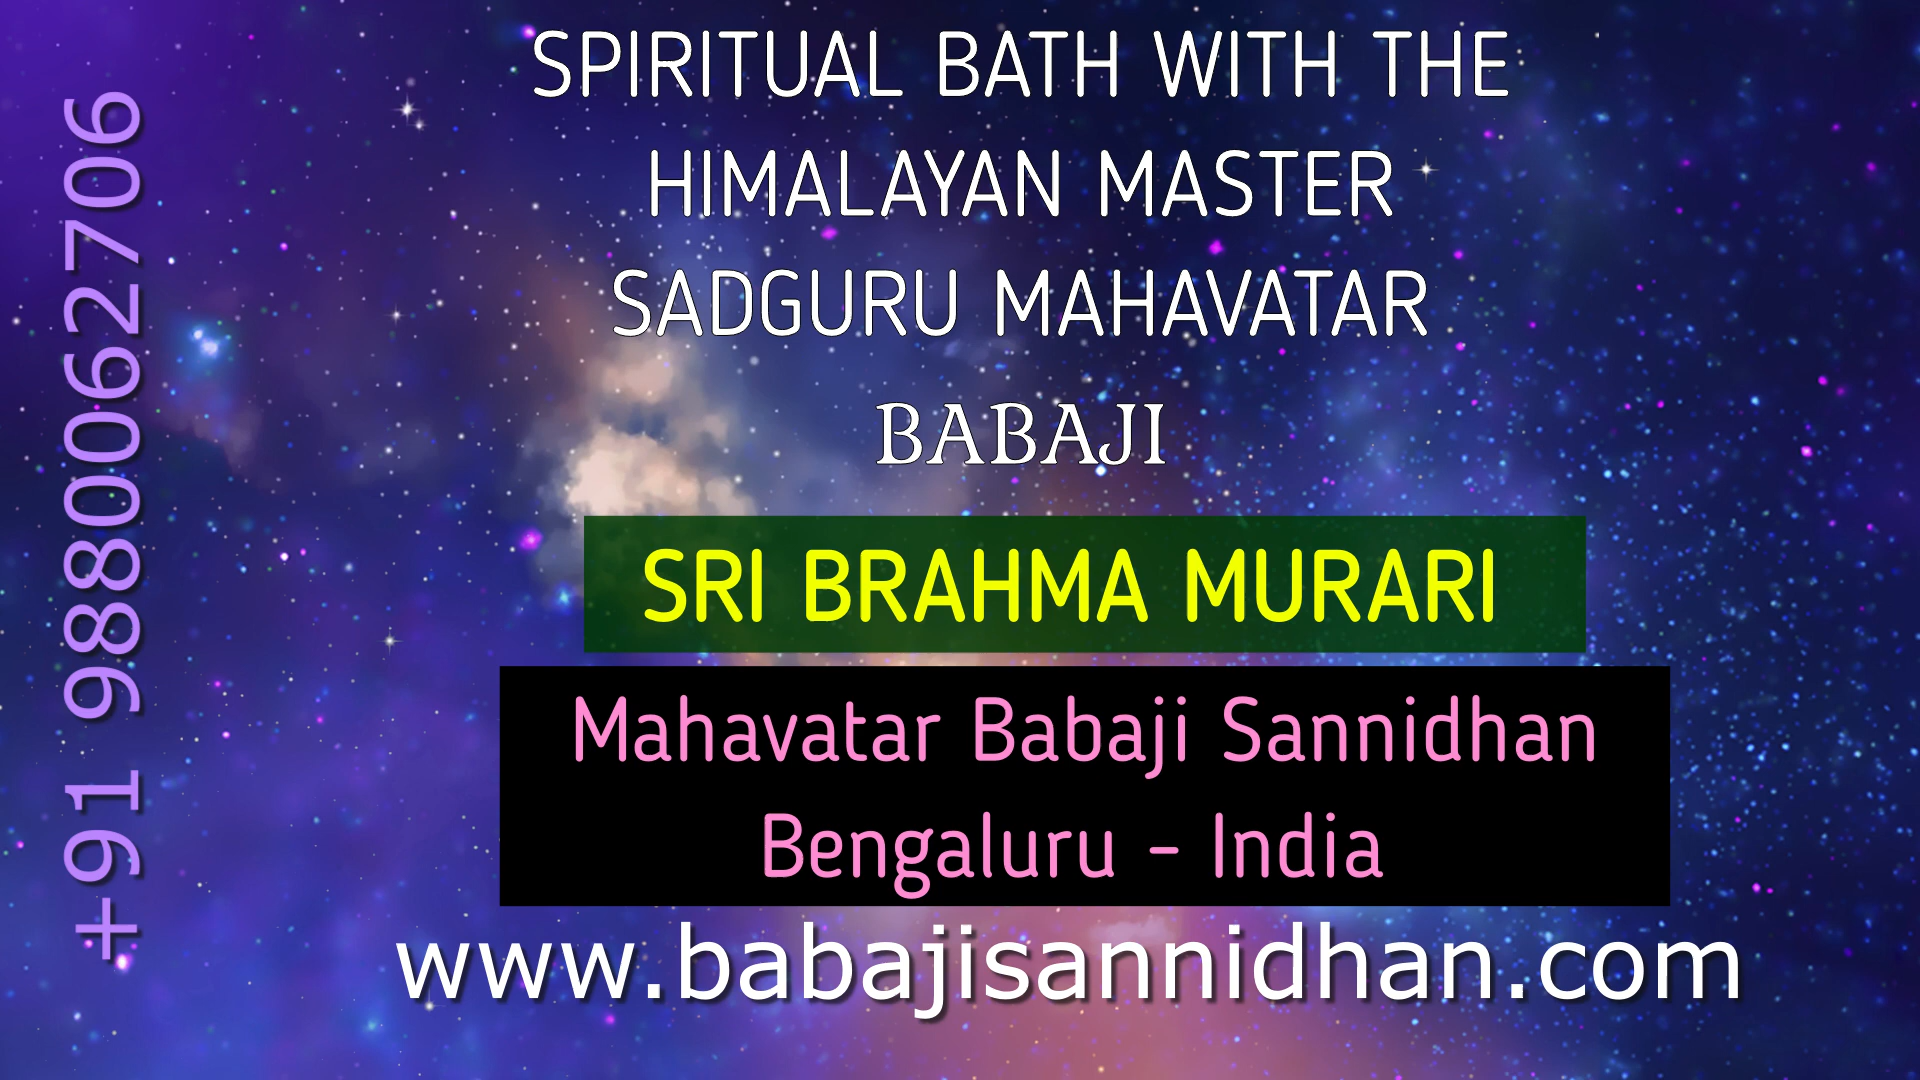 SPIRITUAL BATH WITH THE
HIMALAYAN MASTER
SADGURU MAHAVATAR
BABAJI
SRI BRAHMA MURARI
Mahavatar Babaji Sannidhan
Bengaluru - India
www.babajisannidhan.com
+91 9880062706